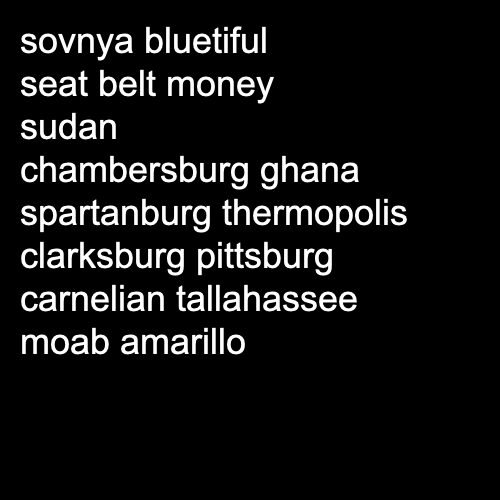 sovnya bluetiful
seat belt money
sudan
chambersburg ghana
spartanburg thermopolis
clarksburg pittsburg
carnelian tallahassee
moab amarillo